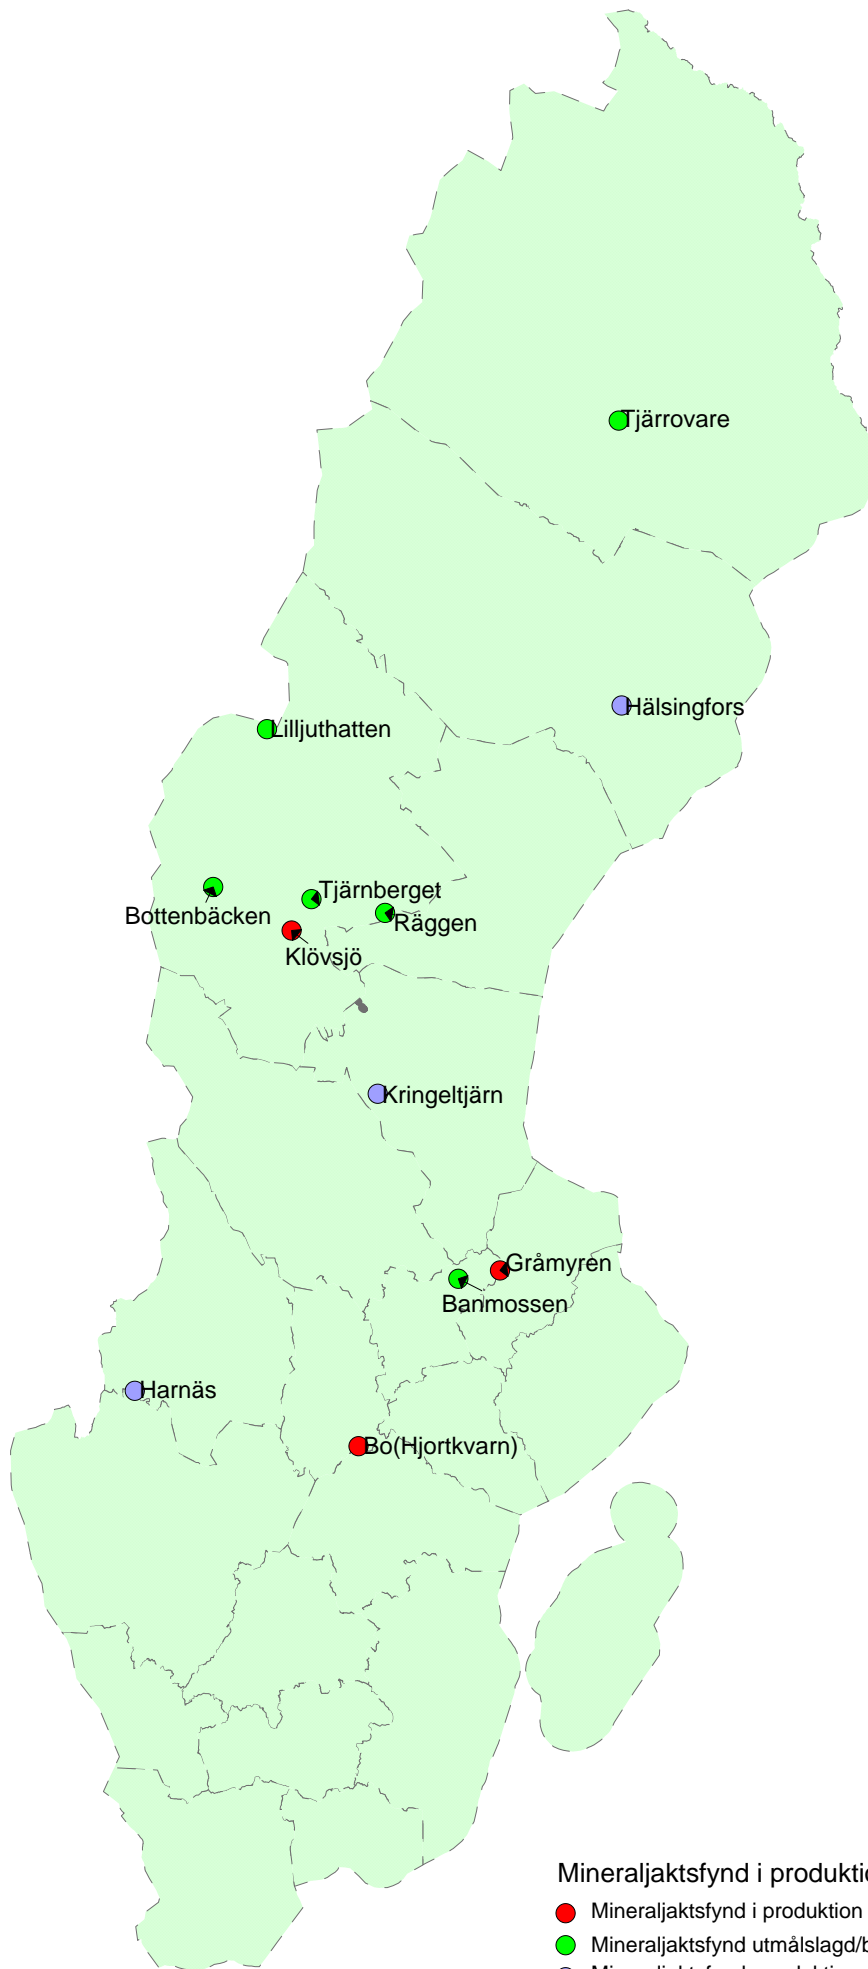 Tjärrovare
Hälsingfors
Lilljuthatten
Tjärnberget
Bottenbäcken
Räggen
Klövsjö
Kringeltjärn
Gråmyren
Banmossen
Harnäs
Bo(Hjortkvarn)
Mineraljaktsfynd i produktio
Mineraljaktsfynd i produktion
Mineraljaktsfynd utmålslagd/b